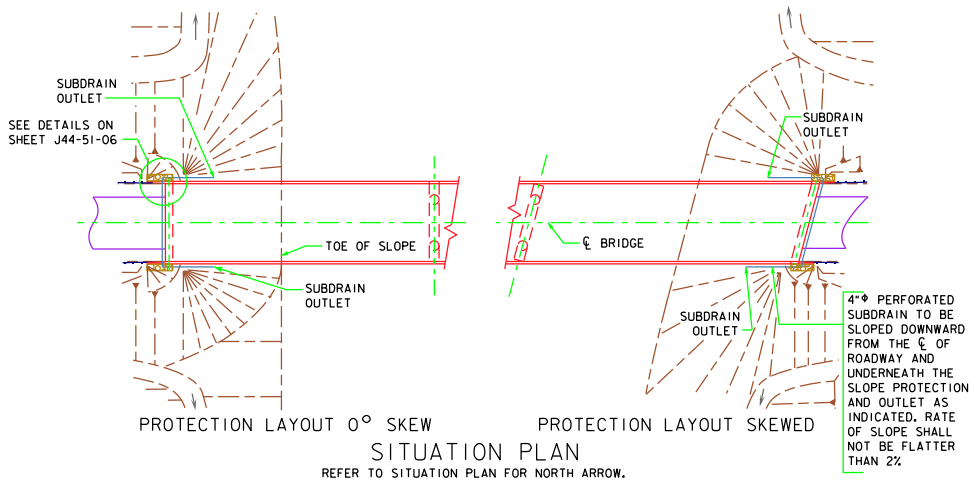 SUBDRAIN
OUTLET
SEE DETAILS ON
SHEET J44-51-06
SUBDRAIN
OUTLET
TOE OF SLOPE
℄ BRIDGE
SUBDRAIN
OUTLET
SUBDRAIN
OUTLET
4"Φ PERFORATED
SUBDRAIN TO BE
SLOPED DOWNWARD
FROM THE ℄ OF
ROADWAY AND
UNDERNEATH THE
SLOPE PROTECTION
AND OUTLET AS
INDICATED. RATE
OF SLOPE SHALL
NOT BE FLATTER
THAN 2%
PROTECTION LAYOUT 0° SKEW
PROTECTION LAYOUT SKEWED
SITUATION PLAN
REFER TO SITUATION PLAN FOR NORTH ARROW.